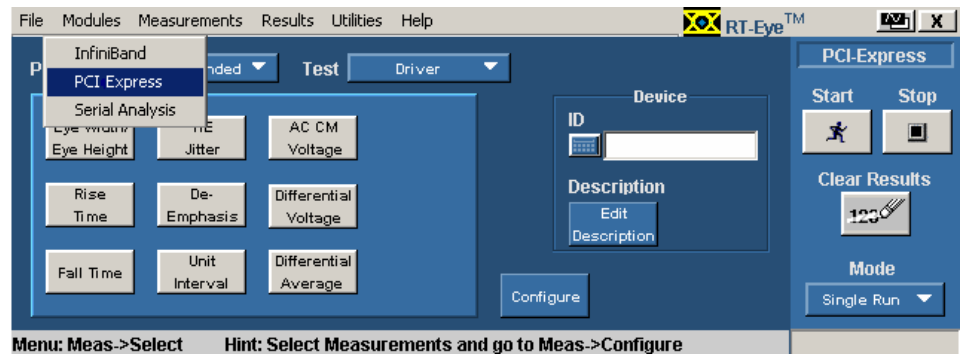 File Modules Measurements Results Utilities Help RT-Eye™ X
InfiniBand
PCI Express
Serial Analysis
Test Driver
Eye Height
Jitter
AC CM
Voltage
Rise
Time
De-
Emphasis
Differential
Voltage
Fall Time
Unit
Interval
Differential
Average
Device
ID
Description
Edit
Description
Configure
PCI-Express
Start Stop
Clear Results
Mode
Single Run
Menu: Meas->Select Hint: Select Measurements and go to Meas->Configure